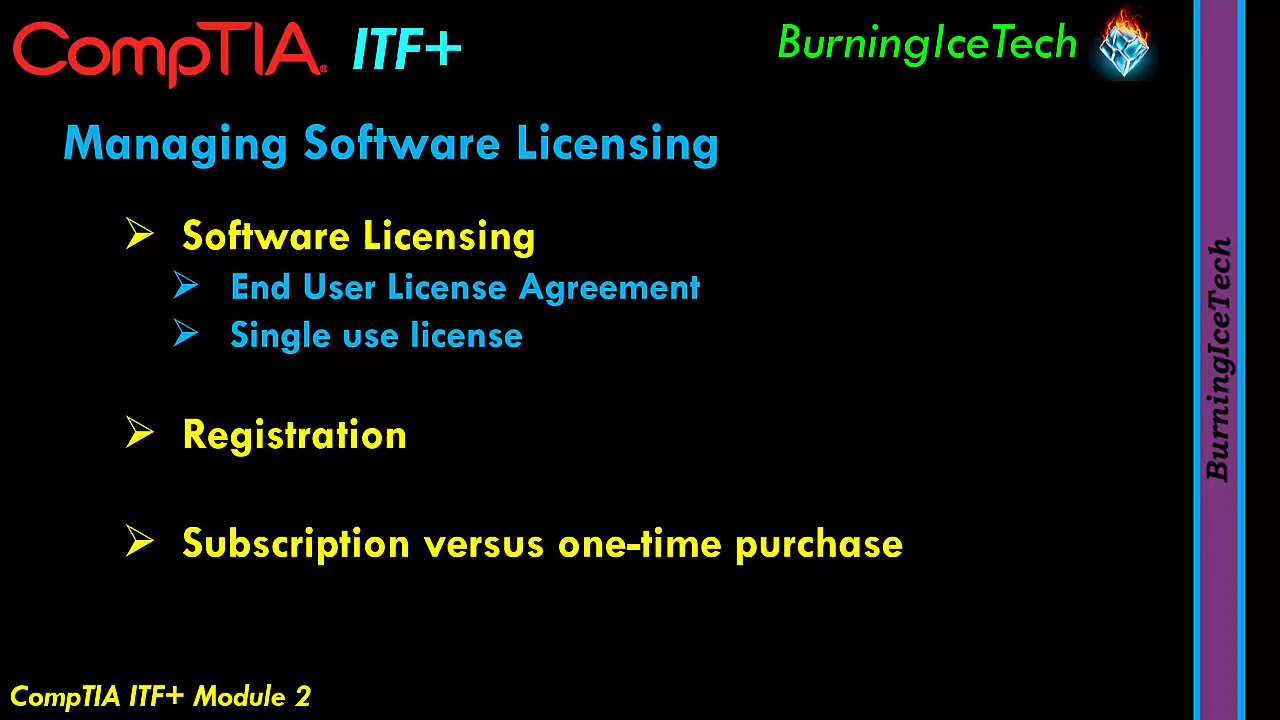 CompTIA® ITF+
BurningIceTech
Managing Software Licensing
➢ Software Licensing
➢ End User License Agreement
➢ Single use license
➢ Registration
➢ Subscription versus one-time purchase
BurningIceTech
CompTIA ITF+ Module 2